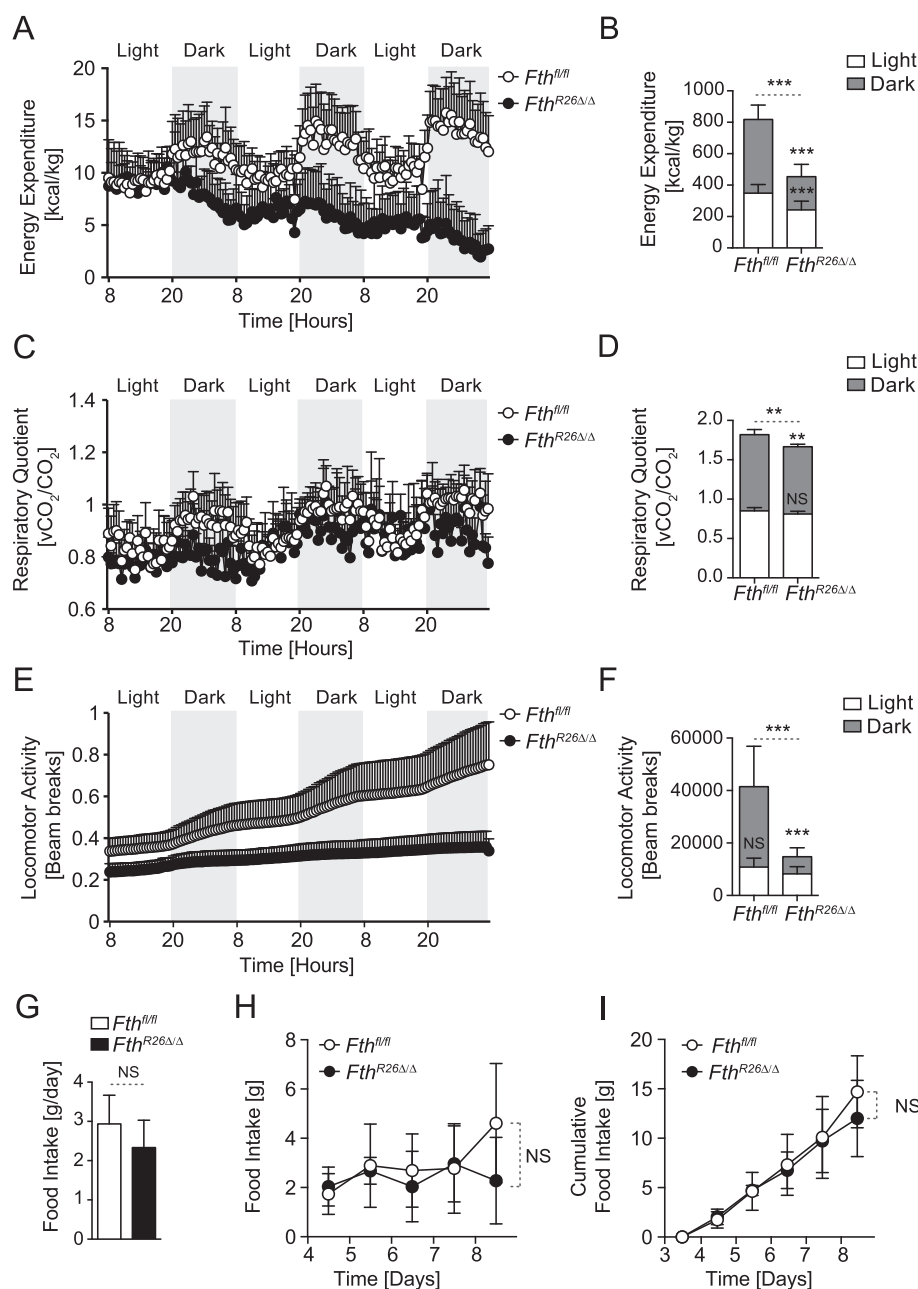 A
Light Dark Light Dark Light Dark
20
15
10
5
0
Energy Expenditure
[kcal/kg]
8 20 8 20 8 20
Time [Hours]
Fth^fl/fl
Fth^R26Δ/Δ
B
Light
Dark
1000
800
600
400
200
0
Energy Expenditure
[kcal/kg]
***
***
***
Fth^fl/fl Fth^R26Δ/Δ
C
Light Dark Light Dark Light Dark
1.4
1.2
1
0.8
0.6
Respiratory Quotient
[vCO₂/CO₂]
8 20 8 20 8 20
Time [Hours]
Fth^fl/fl
Fth^R26Δ/Δ
D
Light
Dark
2.0
1.5
1.0
0.0
Respiratory Quotient
[vCO₂/CO₂]
**
**
NS
Fth^fl/fl Fth^R26Δ/Δ
E
Light Dark Light Dark Light Dark
1
0.8
0.6
0.4
0.2
0
Locomotor Activity
[Beam breaks]
8 20 8 20 8 20
Time [Hours]
Fth^fl/fl
Fth^R26Δ/Δ
F
Light
Dark
60000
40000
20000
0
Locomotor Activity
[Beam breaks]
***
NS
***
Fth^fl/fl Fth^R26Δ/Δ
G
Fth^fl/fl
Fth^R26Δ/Δ
NS
4
3
2
1
0
Food Intake [g/day]
H
Fth^fl/fl
Fth^R26Δ/Δ
8
6
4
2
0
Food Intake [g]
NS
4 5 6 7 8
Time [Days]
I
Fth^fl/fl
Fth^R26Δ/Δ
20
15
10
5
0
Cumulative
Food Intake [g]
NS
3 4 5 6 7 8
Time [Days]